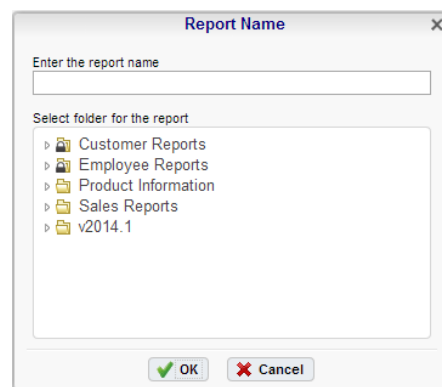 Report Name
Enter the report name
Select folder for the report
Customer Reports
Employee Reports
Product Information
Sales Reports
v2014.1
OK
Cancel